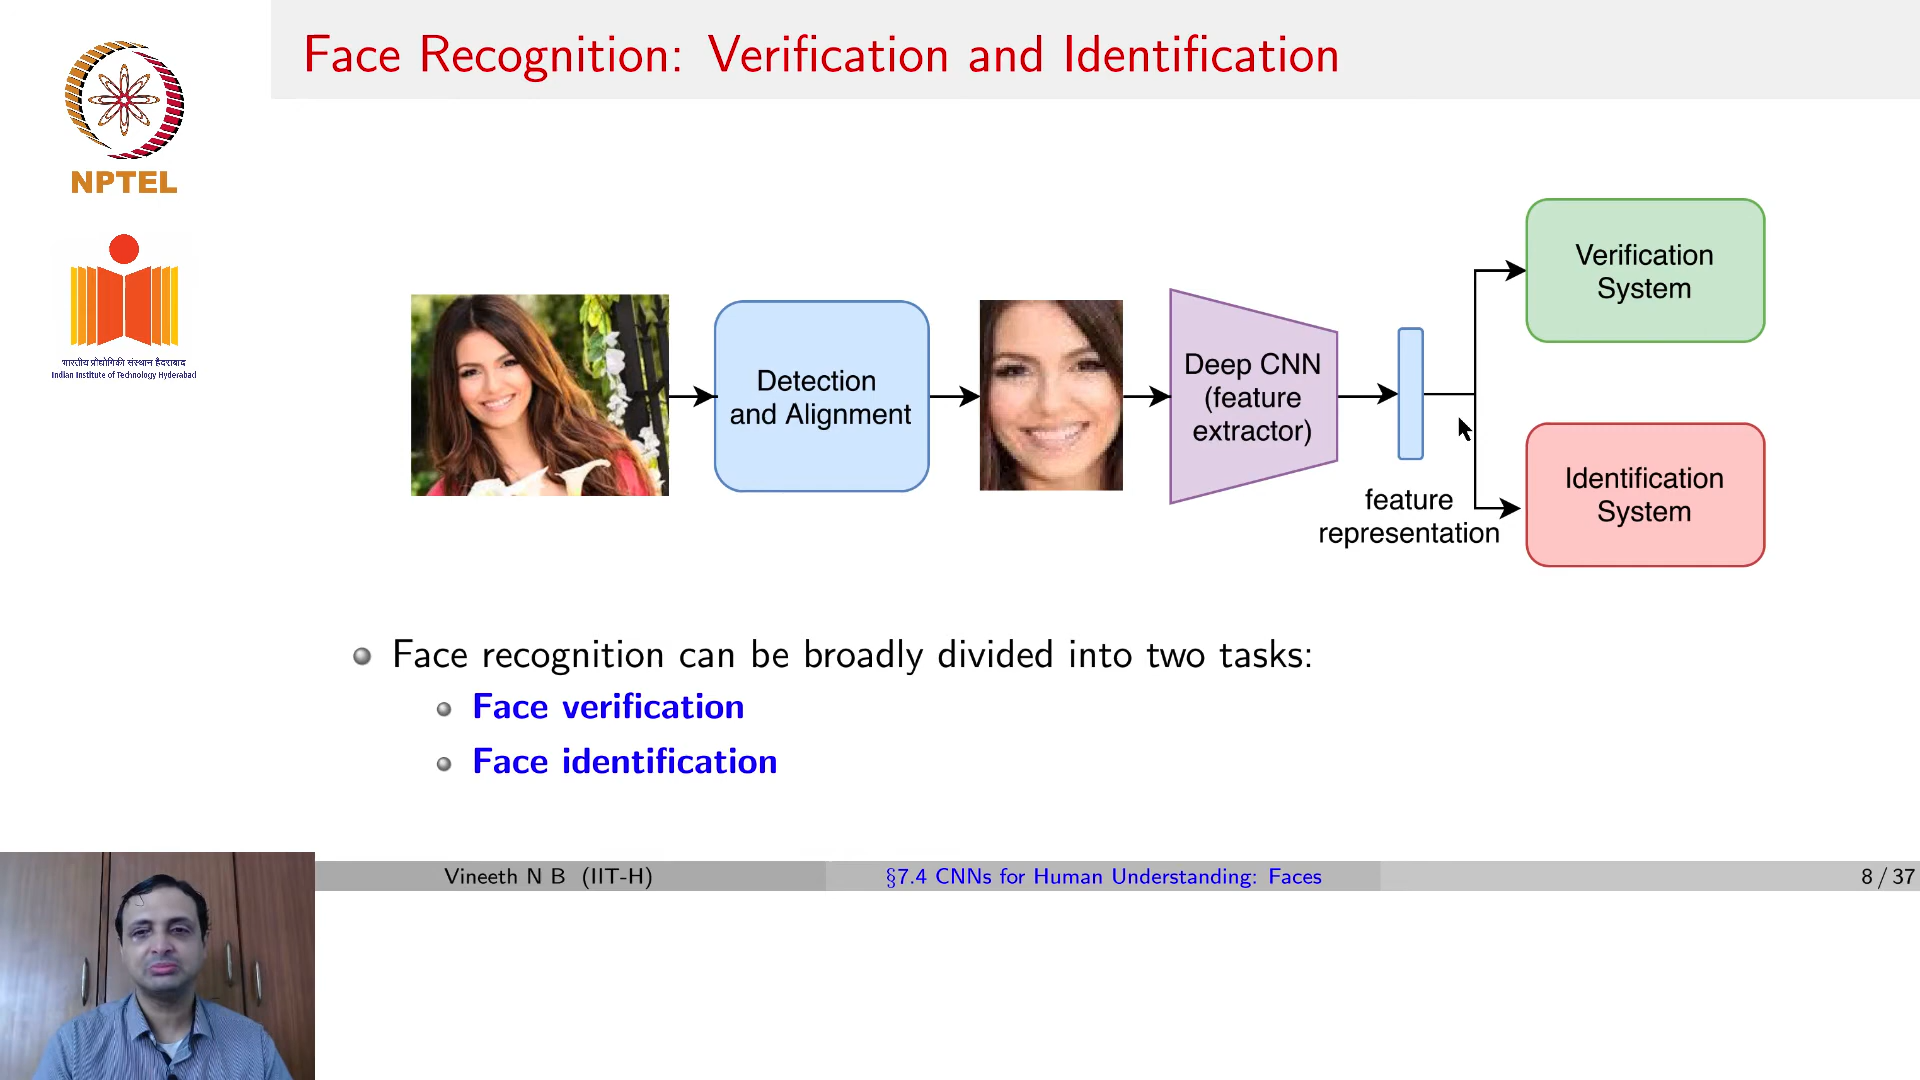 Face Recognition: Verification and Identification
NPTEL
भारतीय प्रौद्योगिकी संस्थान हैदराबाद
Indian Institute of Technology Hyderabad
Detection
and Alignment
Deep CNN
(feature
extractor)
feature
representation
Verification
System
Identification
System
Face recognition can be broadly divided into two tasks:
Face verification
Face identification
Vineeth N B (IIT-H)
§7.4 CNNs for Human Understanding: Faces
8 / 37